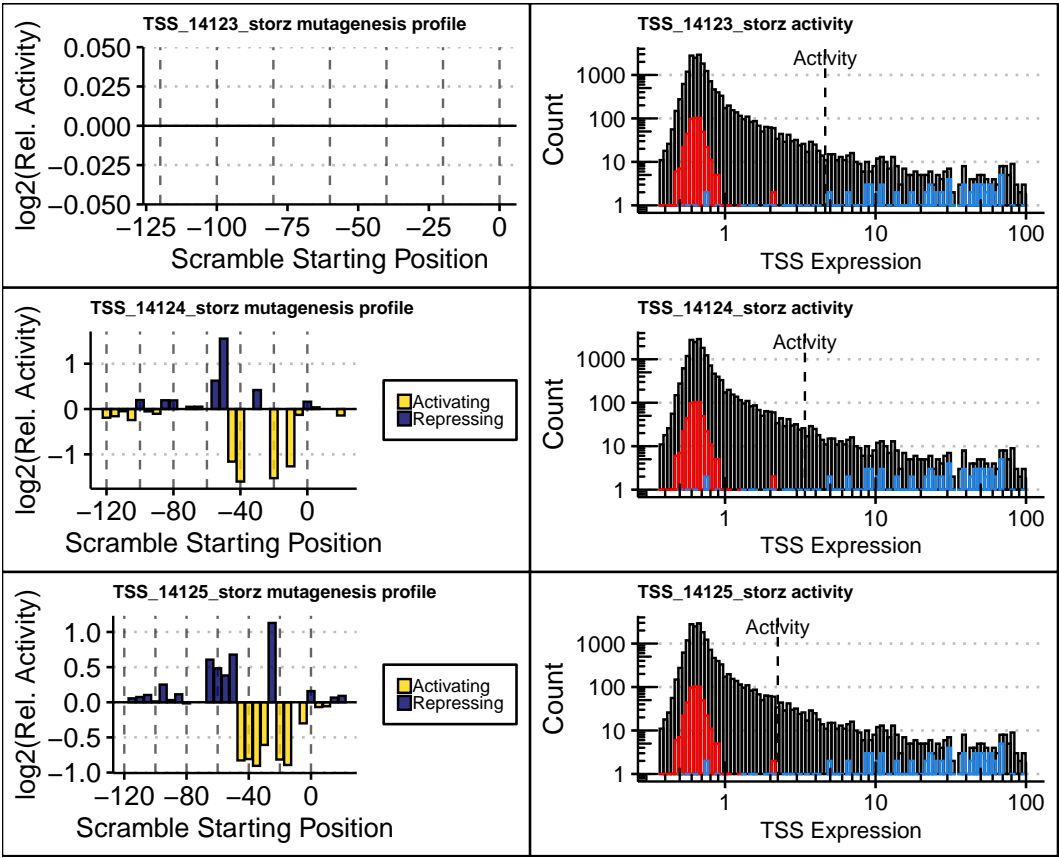 TSS_14123_storz mutagenesis profile
log2(Rel. Activity)
0.050
0.025
0.000
−0.025
−0.050
−125 −100 −75 −50 −25 0
Scramble Starting Position
TSS_14123_storz activity
Activity
Count
1000
100
10
1
1 10 100
TSS Expression
TSS_14124_storz mutagenesis profile
log2(Rel. Activity)
1
0
−1
−120 −80 −40 0
Scramble Starting Position
Activating
Repressing
TSS_14124_storz activity
Activity
Count
1000
100
10
1
1 10 100
TSS Expression
TSS_14125_storz mutagenesis profile
log2(Rel. Activity)
1.0
0.5
0.0
−0.5
−1.0
−120 −80 −40 0
Scramble Starting Position
Activating
Repressing
TSS_14125_storz activity
Activity
Count
1000
100
10
1
1 10 100
TSS Expression